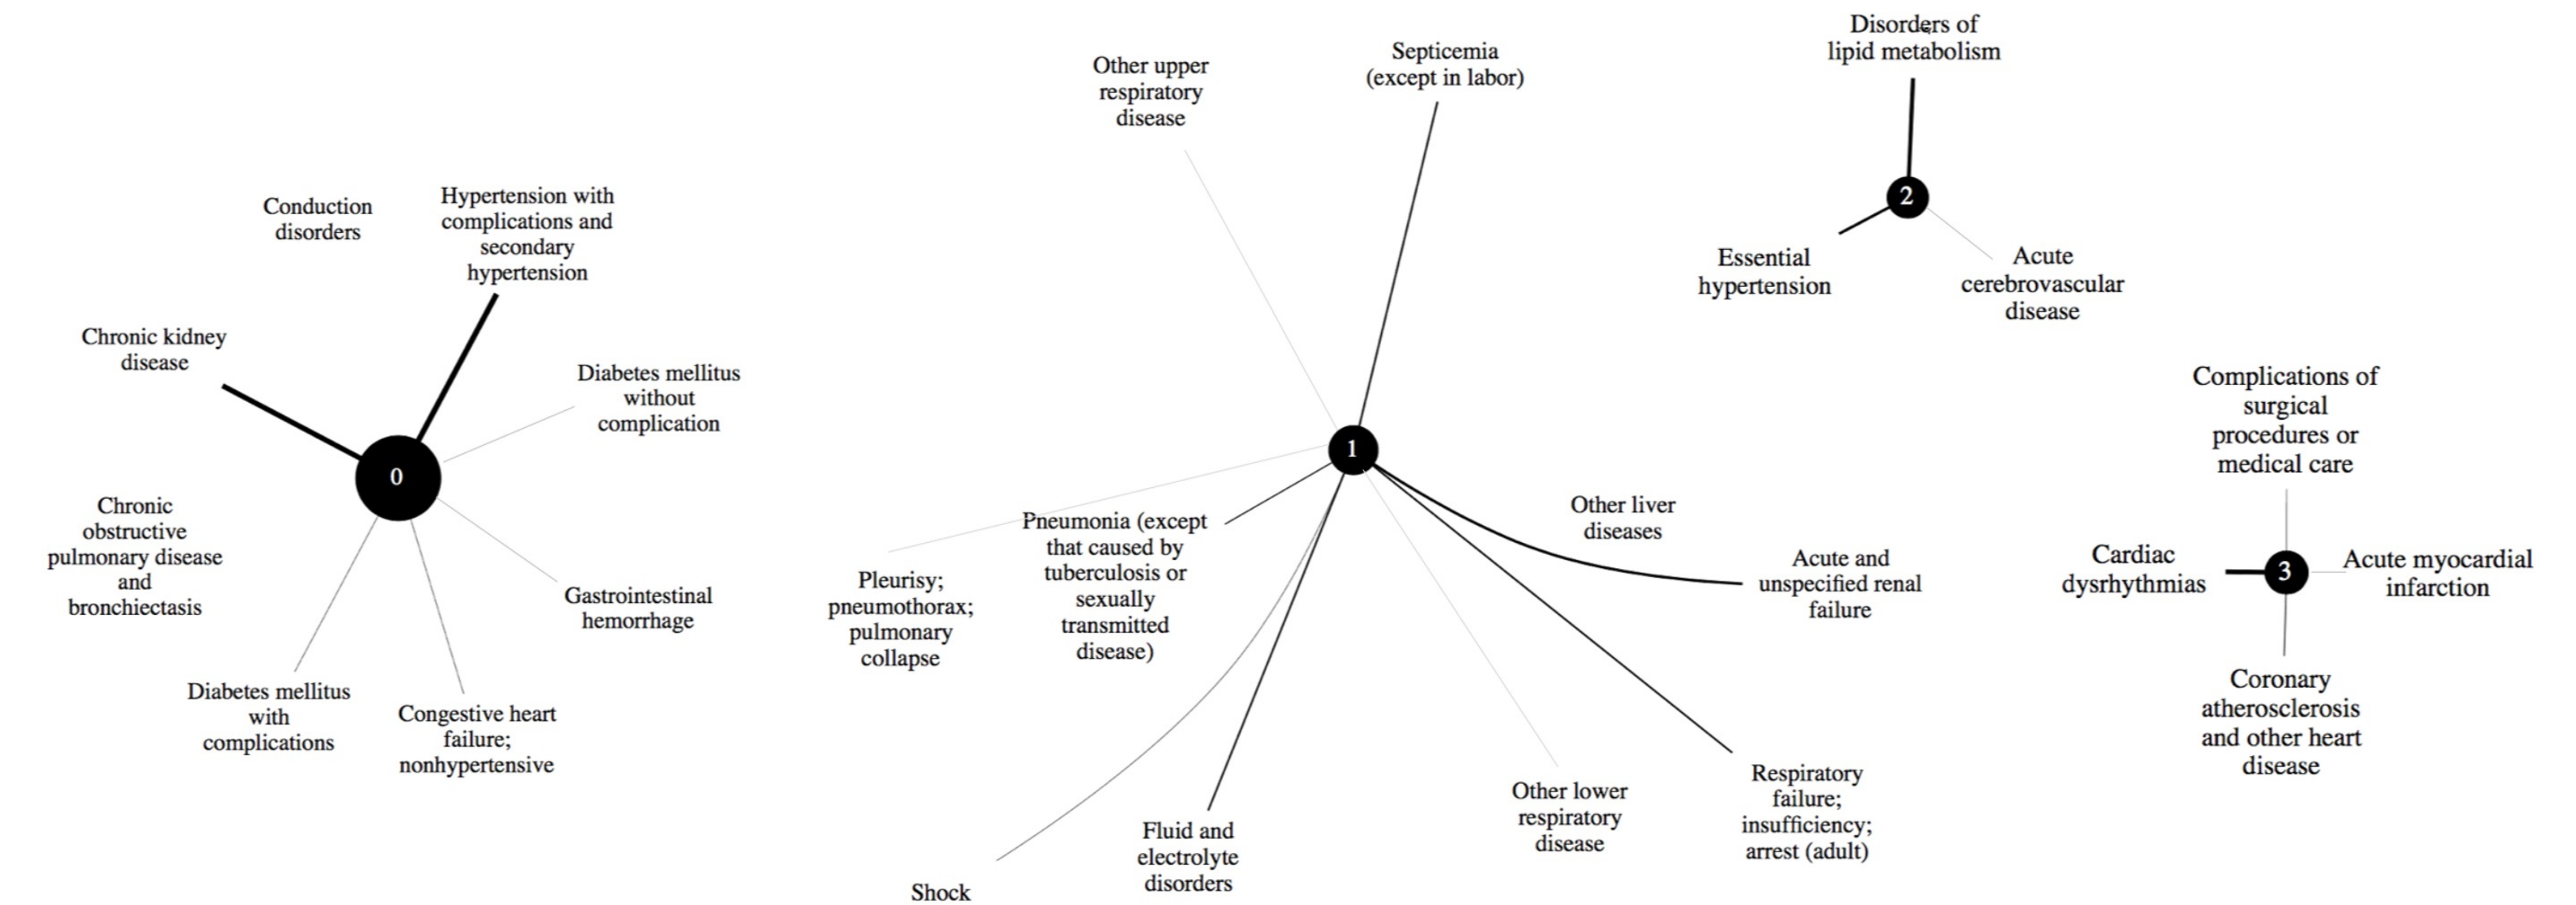 Conduction
disorders
Hypertension with
complications and
secondary
hypertension
Chronic kidney
disease
Diabetes mellitus
without
complication
0
Chronic
obstructive
pulmonary disease
and
bronchiectasis
Gastrointestinal
hemorrhage
Diabetes mellitus
with
complications
Congestive heart
failure;
nonhypertensive
Other upper
respiratory
disease
Septicemia
(except in labor)
1
Pleurisy;
pneumothorax;
pulmonary
collapse
Pneumonia (except
that caused by
tuberculosis or
sexually
transmitted
disease)
Other liver
diseases
Acute and
unspecified renal
failure
Shock
Fluid and
electrolyte
disorders
Other lower
respiratory
disease
Respiratory
failure;
insufficiency;
arrest (adult)
Disorders of
lipid metabolism
2
Essential
hypertension
Acute
cerebrovascular
disease
Complications of
surgical
procedures or
medical care
Cardiac
dysrhythmias
3
Acute myocardial
infarction
Coronary
atherosclerosis
and other heart
disease